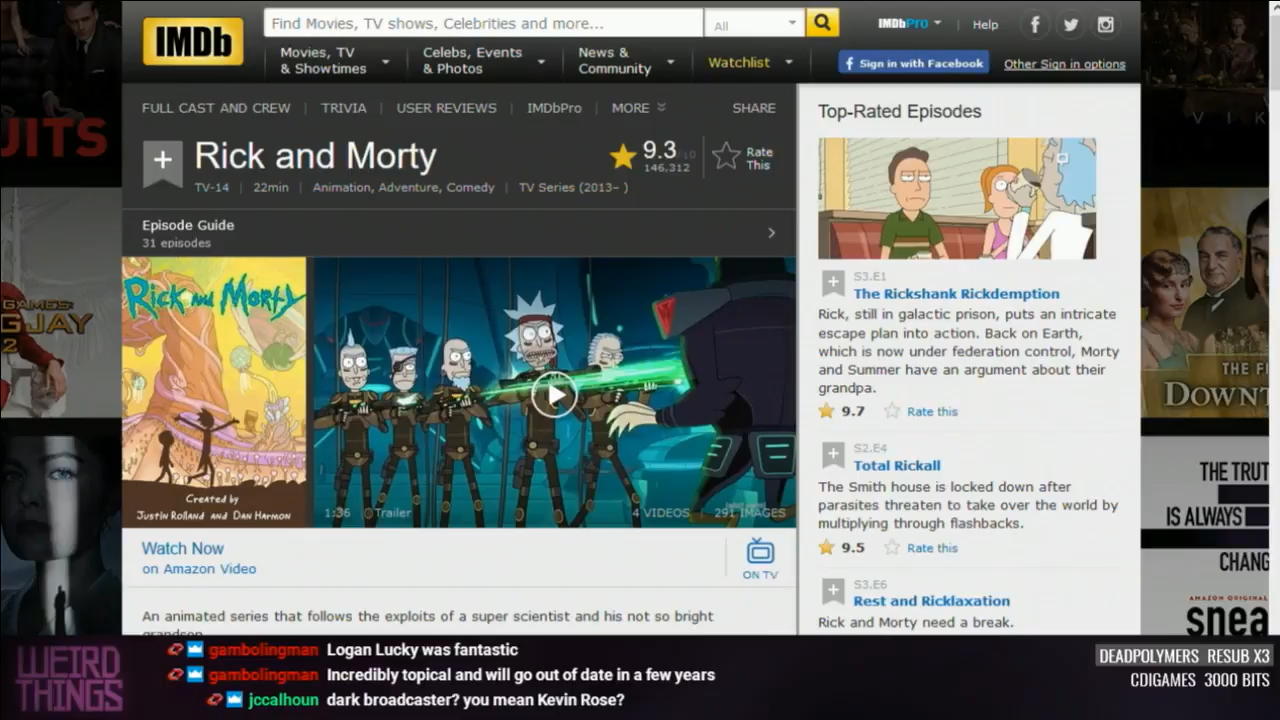 IMDb
Find Movies, TV shows, Celebrities and more...
All
IMDbPro
Help
Movies, TV
& Showtimes
Celebs, Events
& Photos
News &
Community
Watchlist
f Sign in with Facebook
Other Sign in options
FULL CAST AND CREW
TRIVIA
USER REVIEWS
IMDbPro
MORE
SHARE
Rick and Morty
9.3/10
146,312
Rate
This
TV-14 | 22min | Animation, Adventure, Comedy | TV Series (2013– )
Episode Guide
31 episodes
Rick and Morty
Created by
Justin Roiland and Dan Harmon
1:36 Trailer
4 VIDEOS | 291 IMAGES
Watch Now
on Amazon Video
ON TV
An animated series that follows the exploits of a super scientist and his not so bright
grandson.
Top-Rated Episodes
S3.E1
The Rickshank Rickdemption
Rick, still in galactic prison, puts an intricate
escape plan into action. Back on Earth,
which is now under federation control, Morty
and Summer have an argument about their
grandpa.
9.7 Rate this
S2.E4
Total Rickall
The Smith house is locked down after
parasites threaten to take over the world by
multiplying through flashbacks.
9.5 Rate this
S3.E6
Rest and Ricklaxation
Rick and Morty need a break.
UITS
GAMES:
GJAY
2
VIK
THE FI
DOWNT
THE TRUT
IS ALWAYS
CHANG
AMAZON ORIGINAL
snea
WEIRD
THINGS
gambolingman Logan Lucky was fantastic
gambolingman Incredibly topical and will go out of date in a few years
jccalhoun dark broadcaster? you mean Kevin Rose?
DEADPOLYMERS RESUB X3
CDIGAMES 3000 BITS